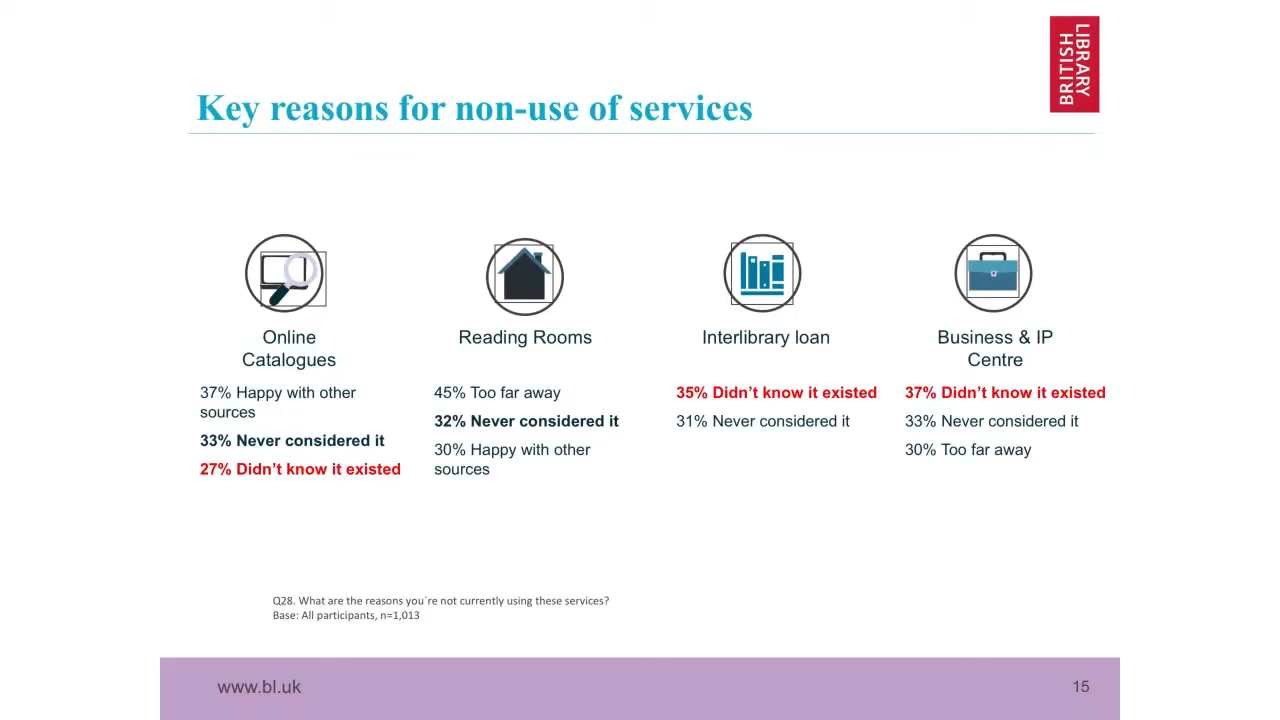 BRITISH
LIBRARY
Key reasons for non-use of services
Online
Catalogues
37% Happy with other
sources
33% Never considered it
27% Didn't know it existed
Reading Rooms
45% Too far away
32% Never considered it
30% Happy with other
sources
Interlibrary loan
35% Didn't know it existed
31% Never considered it
Business & IP
Centre
37% Didn't know it existed
33% Never considered it
30% Too far away
Q28. What are the reasons you`re not currently using these services?
Base: All participants, n=1,013
www.bl.uk
15